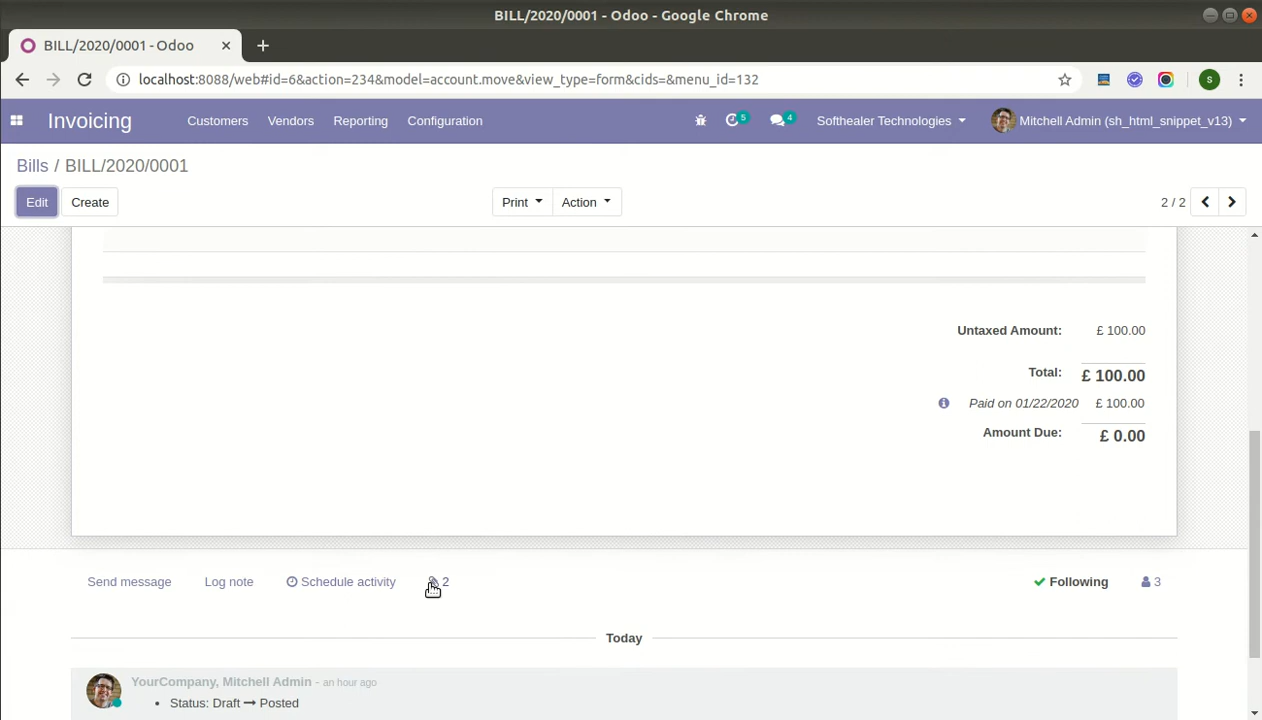 BILL/2020/0001 - Odoo - Google Chrome
BILL/2020/0001 - Odoo
localhost:8088/web#id=6&action=234&model=account.move&view_type=form&cids=&menu_id=132
S
Invoicing Customers Vendors Reporting Configuration 5 4 Softhealer Technologies Mitchell Admin (sh_html_snippet_v13)
Bills / BILL/2020/0001
Edit Create Print Action 2 / 2
Untaxed Amount: £ 100.00
Total: £ 100.00
Paid on 01/22/2020 £ 100.00
Amount Due: £ 0.00
Send message Log note Schedule activity 2 Following 3
Today
YourCompany, Mitchell Admin - an hour ago
• Status: Draft → Posted